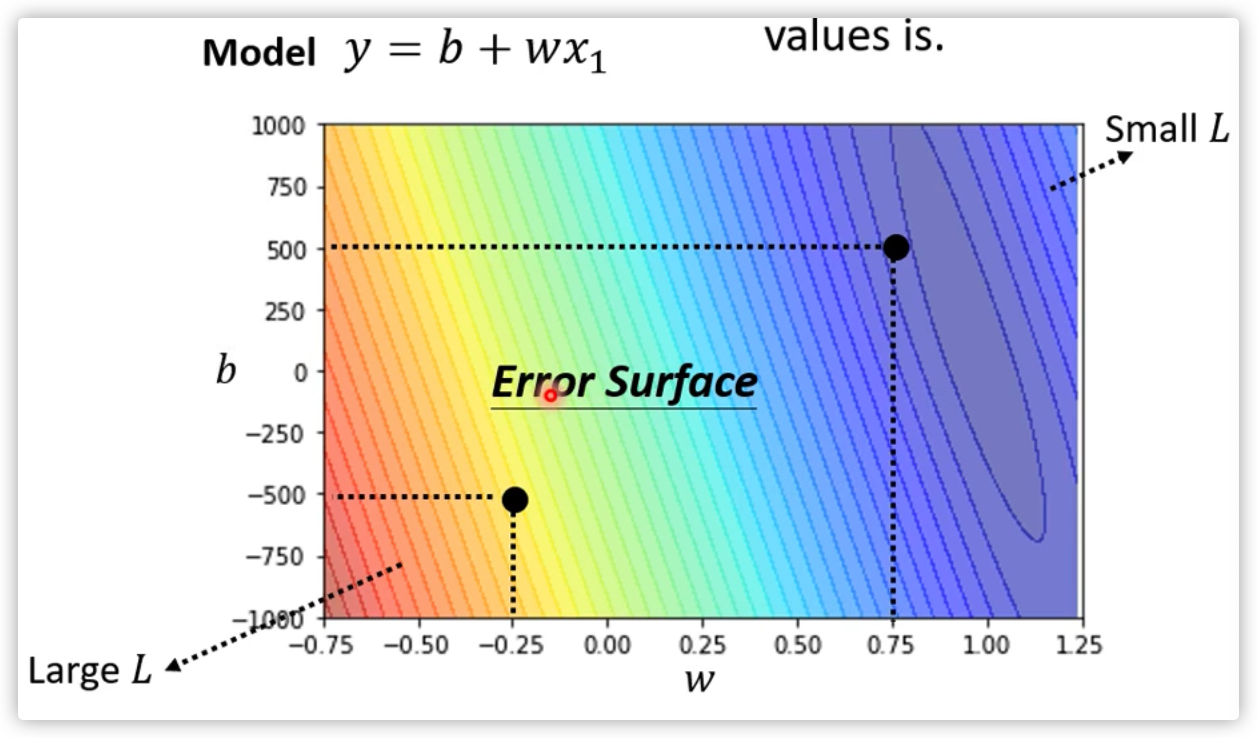 values is.
Model y = b + wx₁
Small L
1000
750
500
250
0
−250
−500
−750
−1000
b
Error Surface
−0.75 −0.50 −0.25 0.00 0.25 0.50 0.75 1.00 1.25
w
Large L